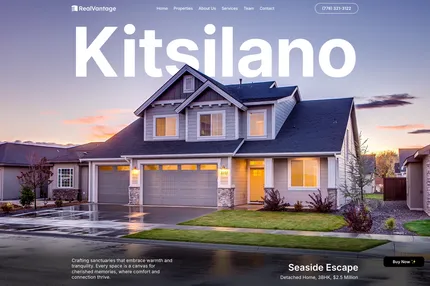 RealVantage
Home Properties About Us Services Team Contact
(778) 321-3122
Kitsilano
Crafting sanctuaries that embrace warmth and
tranquility. Every space is a canvas for
cherished memories, where comfort and
connection thrive.
Seaside Escape
Detached Home, 3BHK, $2.5 Million
Buy Now